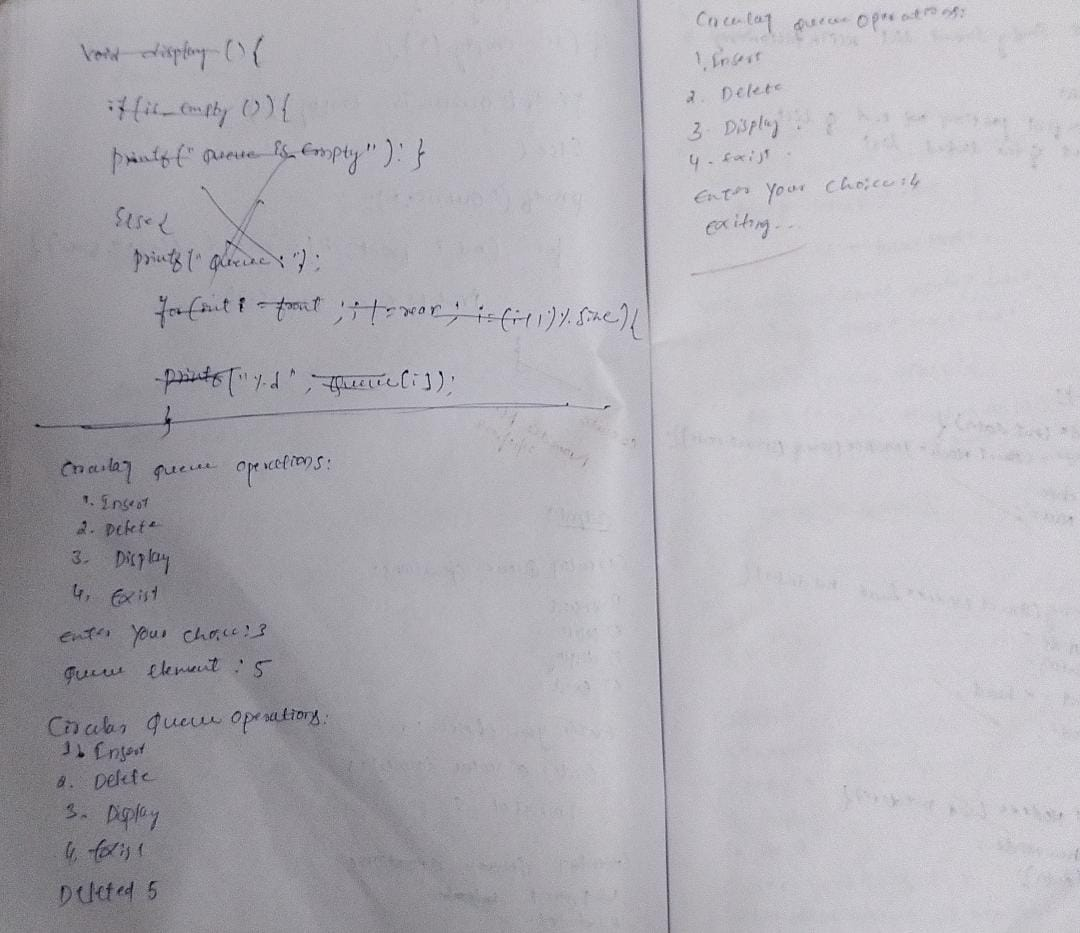 void display () {
if (is_empty ()) {
printf(" Queue is Empty") ; }
Else {
printf (" Queue : ");
for (int i = front ; i != rear ; i = (i+1) % Size) {
printf ("%d" , Queue [i]);
}
Circular queue operations:
1. Insert
2. Delete
3. Display
4. Exist
enter your choice: 3
Queue Element : 5
Circular Queue operations:
1. Insert
2. Delete
3. Display
4. Exist
Deleted 5
Circular queue operations:
1. Insert
2. Delete
3. Display
4. Exist
Enter your choice: 4
Exiting...